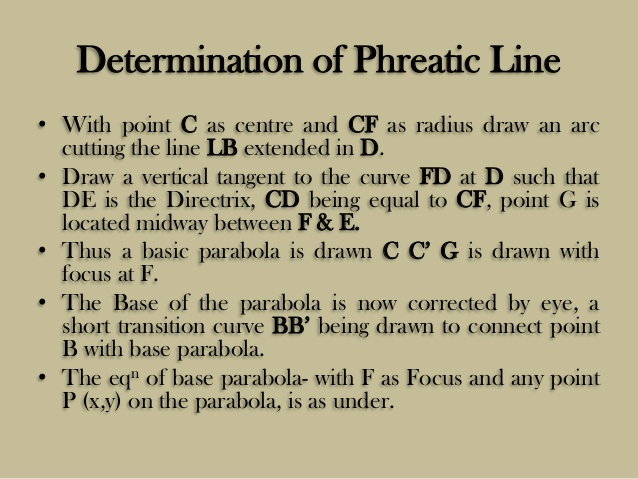 Determination of Phreatic Line
• With point C as centre and CF as radius draw an arc
cutting the line LB extended in D.
• Draw a vertical tangent to the curve FD at D such that
DE is the Directrix, CD being equal to CF, point G is
located midway between F & E.
• Thus a basic parabola is drawn C C’ G is drawn with
focus at F.
• The Base of the parabola is now corrected by eye, a
short transition curve BB’ being drawn to connect point
B with base parabola.
• The eqⁿ of base parabola- with F as Focus and any point
P (x,y) on the parabola, is as under.